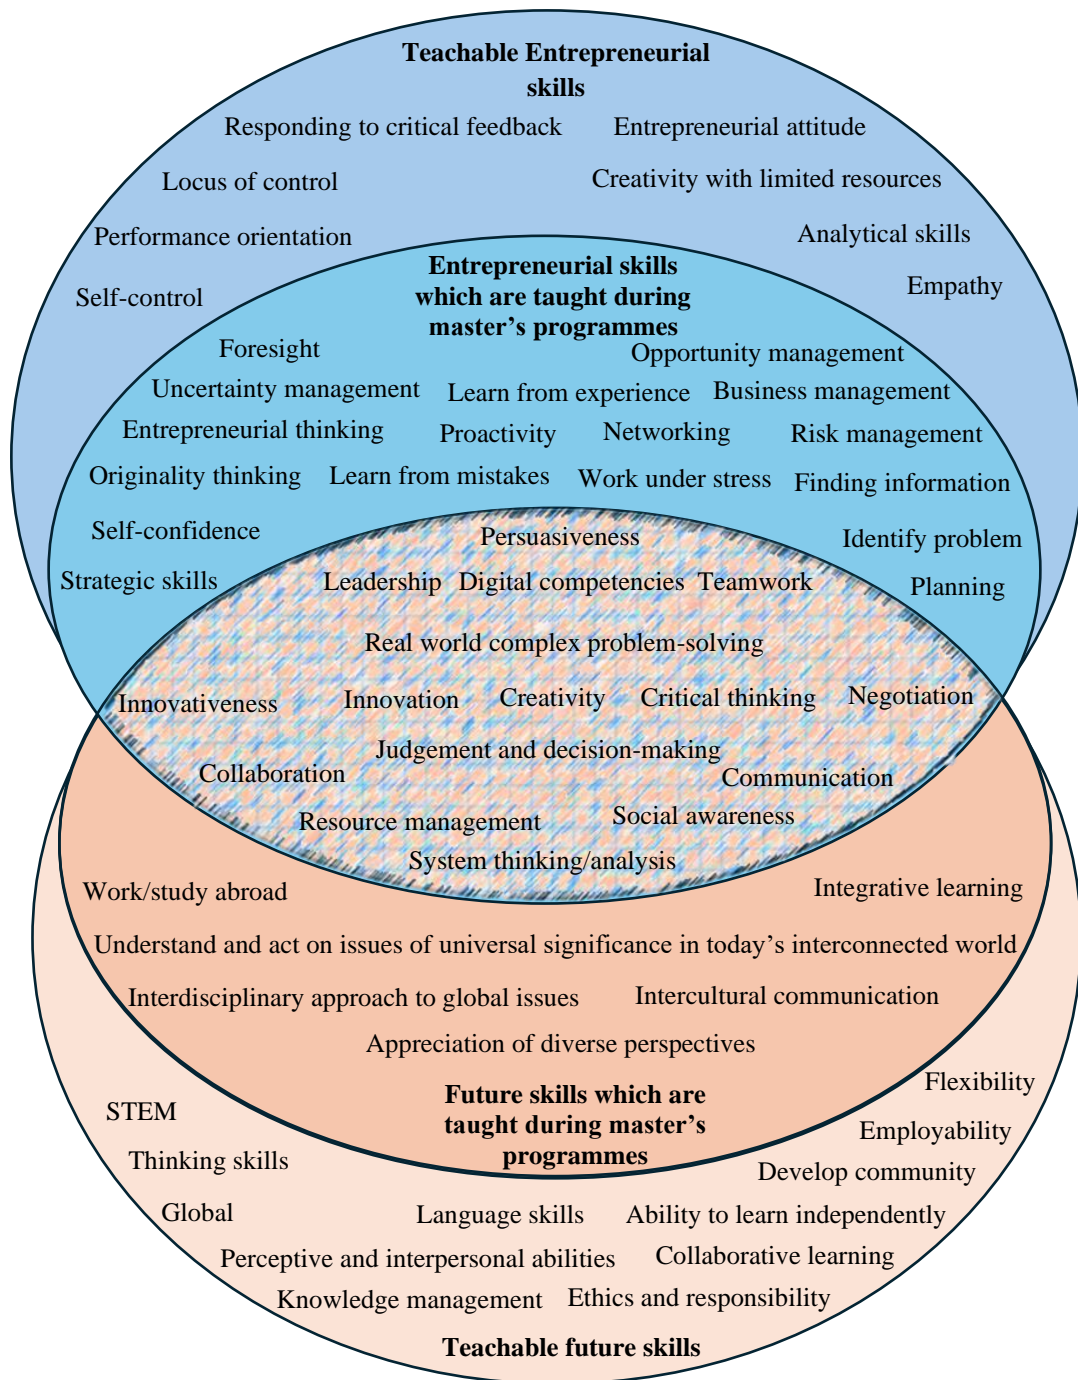 Teachable Entrepreneurial
skills
Responding to critical feedback
Entrepreneurial attitude
Locus of control
Creativity with limited resources
Performance orientation
Analytical skills
Self-control
Empathy
Entrepreneurial skills
which are taught during
master’s programmes
Foresight
Opportunity management
Uncertainty management
Learn from experience
Business management
Entrepreneurial thinking
Proactivity
Networking
Risk management
Originality thinking
Learn from mistakes
Work under stress
Finding information
Self-confidence
Identify problem
Strategic skills
Planning
Persuasiveness
Leadership
Digital competencies
Teamwork
Real world complex problem-solving
Innovativeness
Innovation
Creativity
Critical thinking
Negotiation
Judgement and decision-making
Collaboration
Communication
Resource management
Social awareness
System thinking/analysis
Work/study abroad
Integrative learning
Understand and act on issues of universal significance in today’s interconnected world
Interdisciplinary approach to global issues
Intercultural communication
Appreciation of diverse perspectives
Future skills which are
taught during master’s
programmes
Flexibility
STEM
Employability
Thinking skills
Develop community
Global
Language skills
Ability to learn independently
Perceptive and interpersonal abilities
Collaborative learning
Knowledge management
Ethics and responsibility
Teachable future skills